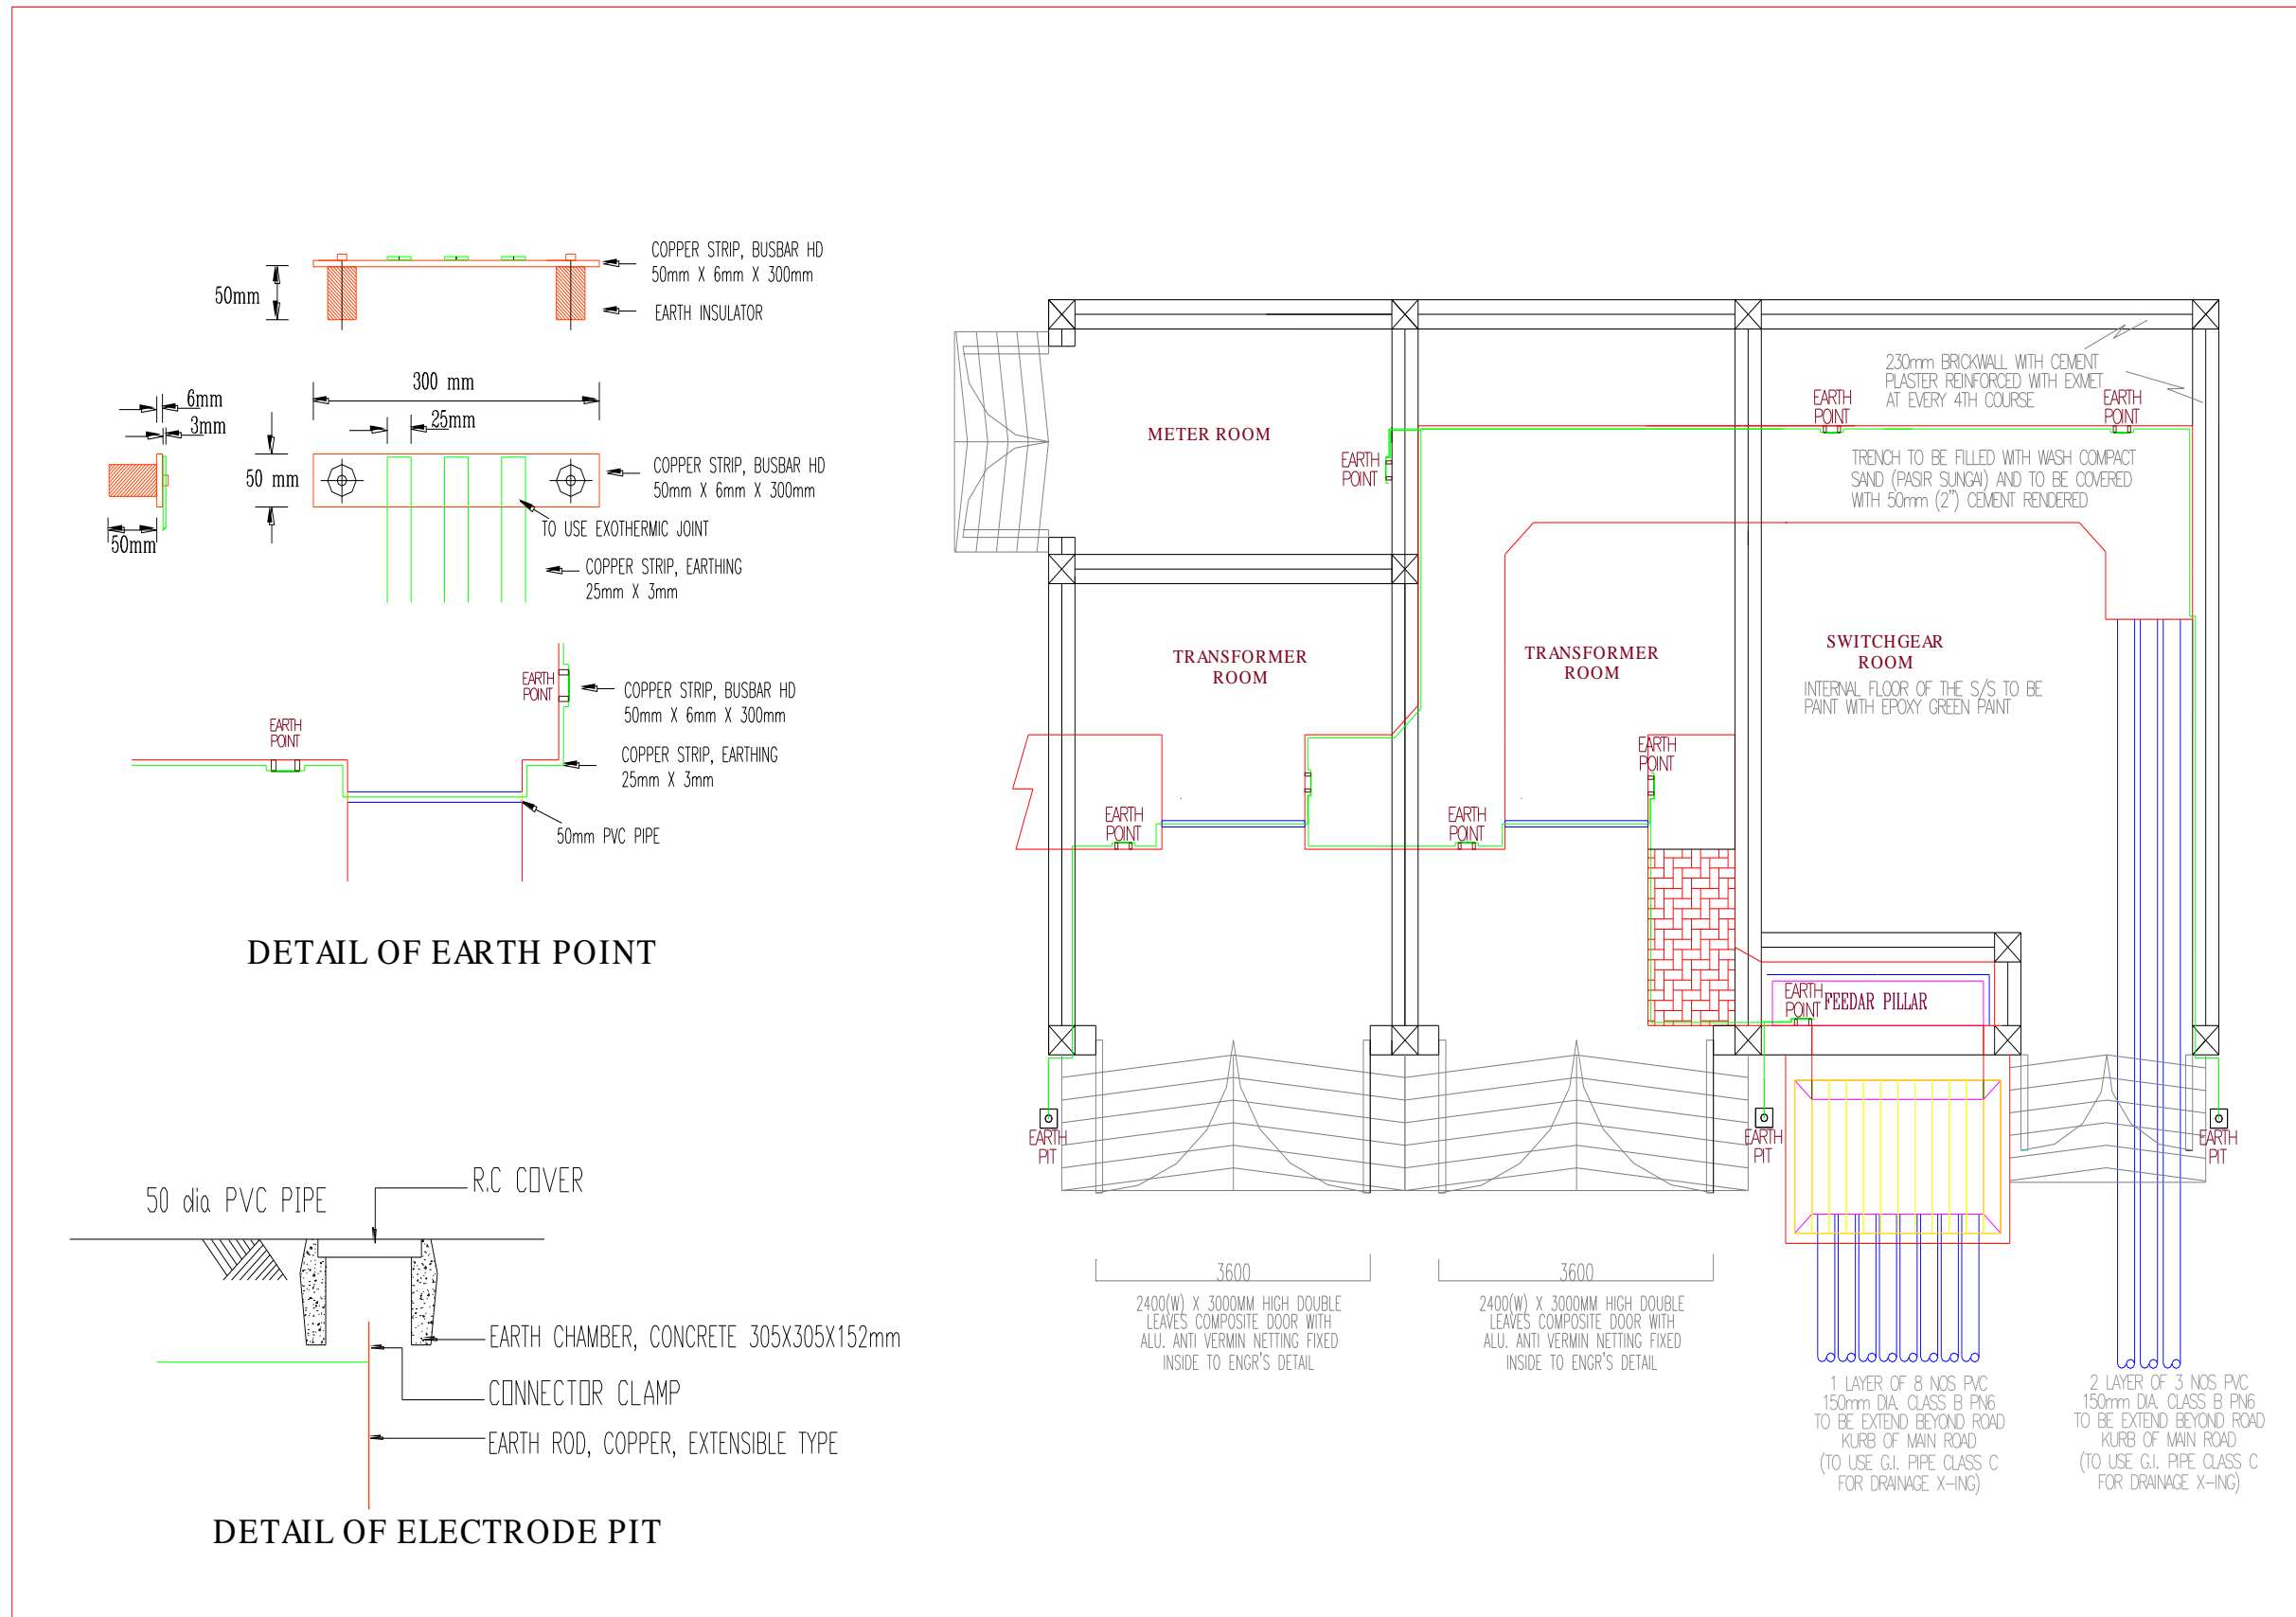 COPPER STRIP, BUSBAR HD
50mm X 6mm X 300mm
50mm
EARTH INSULATOR
300 mm
6mm
3mm
25mm
50 mm
COPPER STRIP, BUSBAR HD
50mm X 6mm X 300mm
50mm
TO USE EXOTHERMIC JOINT
COPPER STRIP, EARTHING
25mm X 3mm
EARTH
POINT
COPPER STRIP, BUSBAR HD
50mm X 6mm X 300mm
EARTH
POINT
COPPER STRIP, EARTHING
25mm X 3mm
50mm PVC PIPE
DETAIL OF EARTH POINT
50 dia PVC PIPE
R.C COVER
EARTH CHAMBER, CONCRETE 305X305X152mm
CONNECTOR CLAMP
EARTH ROD, COPPER, EXTENSIBLE TYPE
DETAIL OF ELECTRODE PIT
METER ROOM
EARTH
POINT
230mm BRICKWALL WITH CEMENT
PLASTER REINFORCED WITH EXMET
AT EVERY 4TH COURSE
EARTH
POINT
EARTH
POINT
TRENCH TO BE FILLED WITH WASH COMPACT
SAND (PASIR SUNGAI) AND TO BE COVERED
WITH 50mm (2") CEMENT RENDERED
TRANSFORMER
ROOM
TRANSFORMER
ROOM
SWITCHGEAR
ROOM
INTERNAL FLOOR OF THE S/S TO BE
PAINT WITH EPOXY GREEN PAINT
EARTH
POINT
EARTH
POINT
EARTH
POINT
EARTH
POINT
FEEDAR PILLAR
EARTH
PIT
EARTH
PIT
EARTH
PIT
3600
2400(W) X 3000MM HIGH DOUBLE
LEAVES COMPOSITE DOOR WITH
ALU. ANTI VERMIN NETTING FIXED
INSIDE TO ENGR'S DETAIL
3600
2400(W) X 3000MM HIGH DOUBLE
LEAVES COMPOSITE DOOR WITH
ALU. ANTI VERMIN NETTING FIXED
INSIDE TO ENGR'S DETAIL
1 LAYER OF 8 NOS PVC
150mm DIA. CLASS B PN6
TO BE EXTEND BEYOND ROAD
KURB OF MAIN ROAD
(TO USE G.I. PIPE CLASS C
FOR DRAINAGE X-ING)
2 LAYER OF 3 NOS PVC
150mm DIA. CLASS B PN6
TO BE EXTEND BEYOND ROAD
KURB OF MAIN ROAD
(TO USE G.I. PIPE CLASS C
FOR DRAINAGE X-ING)